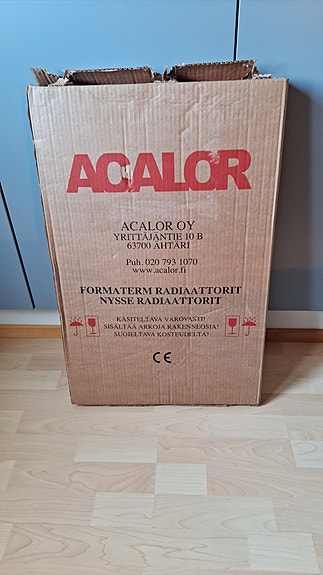 ACALOR
ACALOR OY
YRITTÄJÄNTIE 10 B
63700 ÄHTÄRI
Puh. 020 793 1070
www.acalor.fi
FORMATERM RADIAATTORIT
NYSSE RADIAATTORIT
KÄSITELTÄVÄ VAROVASTI!
SISÄLTÄÄ ARKOJA RAKENNEOSIA!
SUOJELTAVA KOSTEUDELTA!
CE